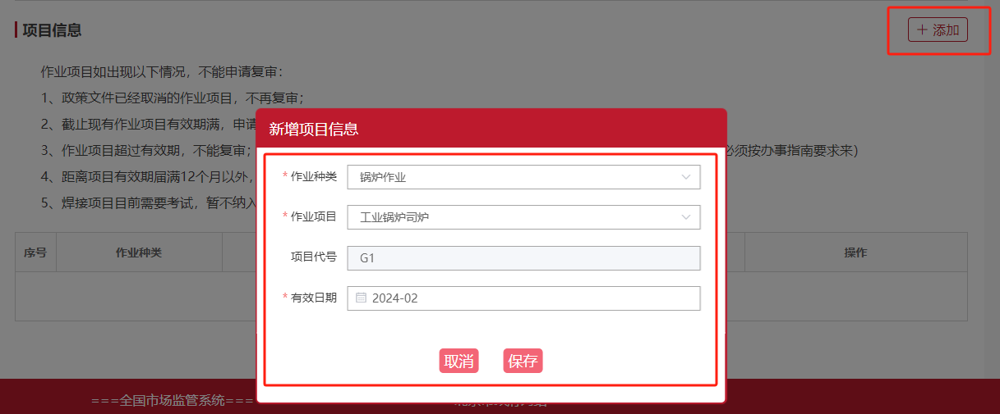 项目信息
+ 添加
作业项目如出现以下情况，不能申请复审：
1、政策文件已经取消的作业项目，不再复审；
2、截止现有作业项目有效期满，申请
3、作业项目超过有效期，不能复审；
必须按办事指南要求来）
4、距离项目有效期届满12个月以外，
5、焊接项目目前需要考试，暂不纳入
序号 作业种类 操作
新增项目信息
* 作业种类 锅炉作业
* 作业项目 工业锅炉司炉
项目代号 G1
* 有效日期 2024-02
取消 保存
===全国市场监管系统===